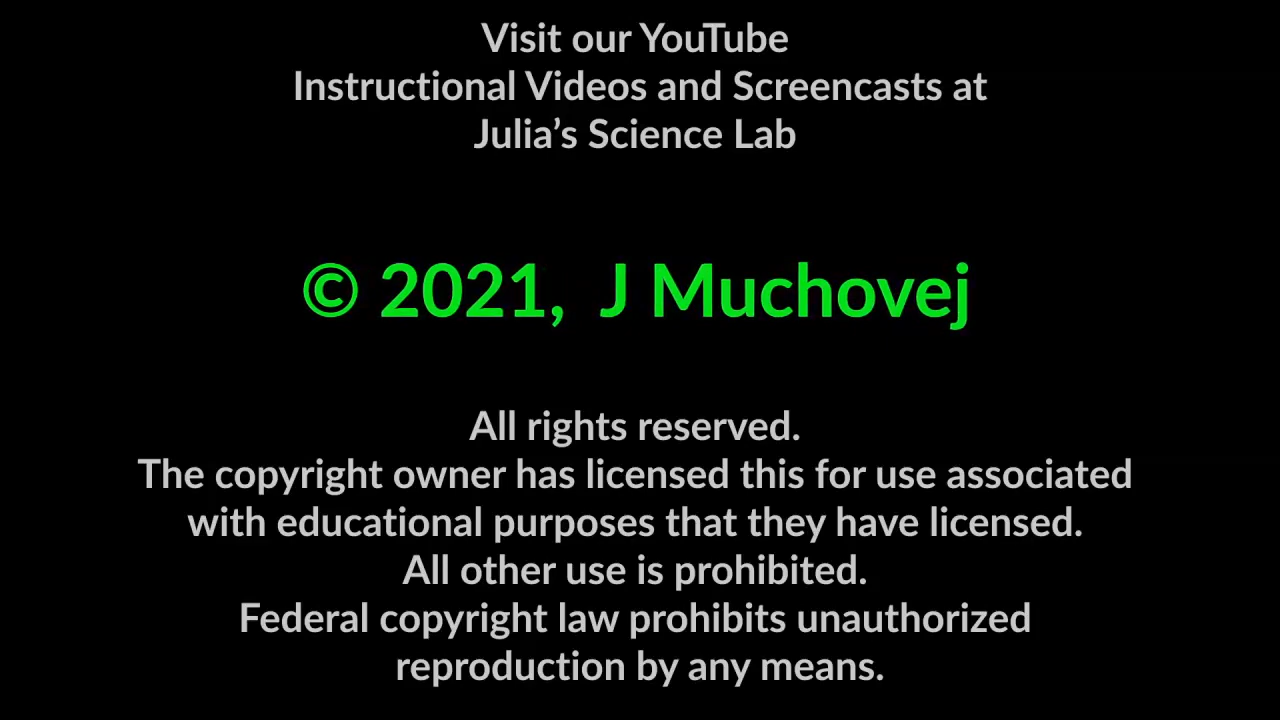 Visit our YouTube
Instructional Videos and Screencasts at
Julia’s Science Lab
© 2021,  J Muchovej
All rights reserved.
The copyright owner has licensed this for use associated
with educational purposes that they have licensed.
All other use is prohibited.
Federal copyright law prohibits unauthorized
reproduction by any means.